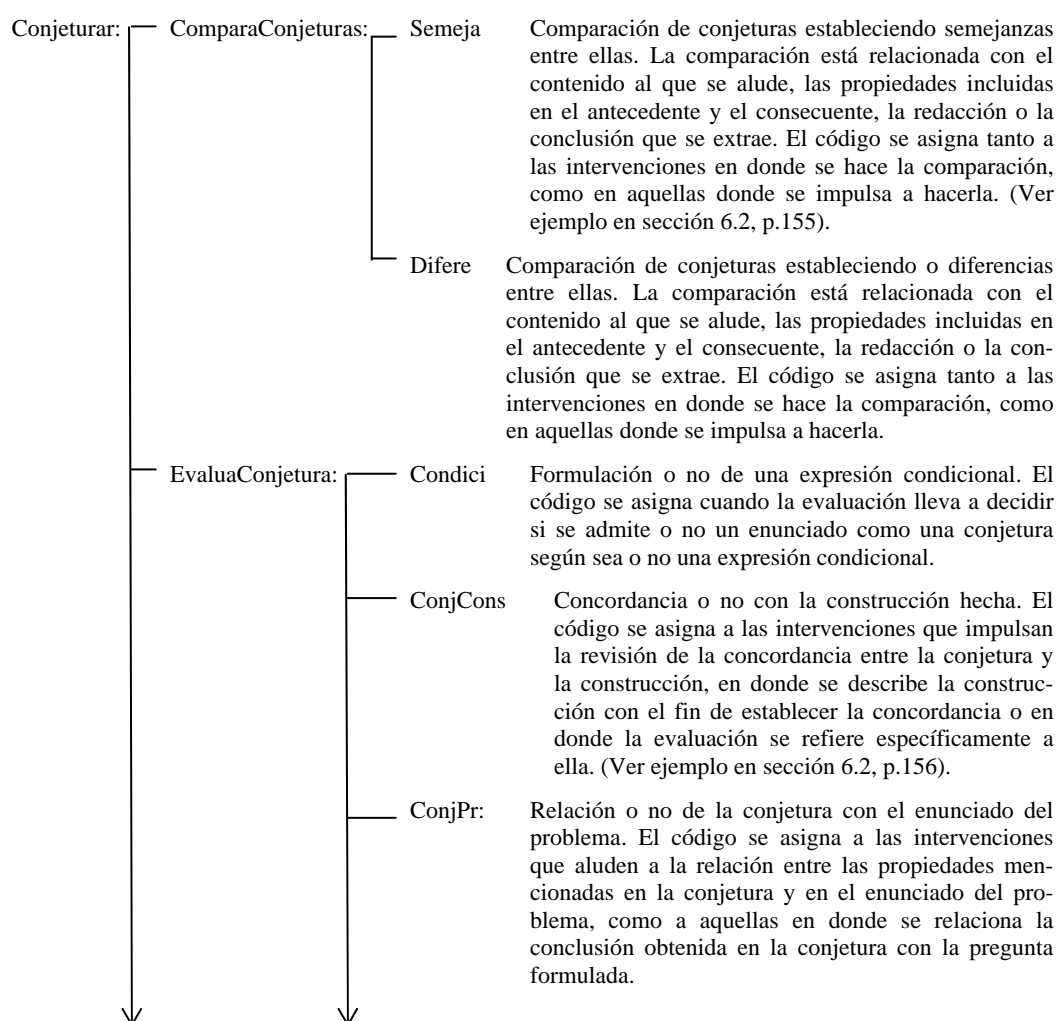 Conjeturar: ComparaConjeturas: Semeja Comparación de conjeturas estableciendo semejanzas
entre ellas. La comparación está relacionada con el
contenido al que se alude, las propiedades incluidas
en el antecedente y el consecuente, la redacción o la
conclusión que se extrae. El código se asigna tanto a
las intervenciones en donde se hace la comparación,
como en aquellas donde se impulsa a hacerla. (Ver
ejemplo en sección 6.2, p.155).
Difere Comparación de conjeturas estableciendo o diferencias
entre ellas. La comparación está relacionada con el
contenido al que se alude, las propiedades incluidas en
el antecedente y el consecuente, la redacción o la con-
clusión que se extrae. El código se asigna tanto a las
intervenciones en donde se hace la comparación, como
en aquellas donde se impulsa a hacerla.
EvaluaConjetura: Condici Formulación o no de una expresión condicional. El
código se asigna cuando la evaluación lleva a decidir
si se admite o no un enunciado como una conjetura
según sea o no una expresión condicional.
ConjCons Concordancia o no con la construcción hecha. El
código se asigna a las intervenciones que impulsan
la revisión de la concordancia entre la conjetura y
la construcción, en donde se describe la construc-
ción con el fin de establecer la concordancia o en
donde la evaluación se refiere específicamente a
ella. (Ver ejemplo en sección 6.2, p.156).
ConjPr: Relación o no de la conjetura con el enunciado del
problema. El código se asigna a las intervenciones
que aluden a la relación entre las propiedades men-
cionadas en la conjetura y en el enunciado del pro-
blema, como a aquellas en donde se relaciona la
conclusión obtenida en la conjetura con la pregunta
formulada.